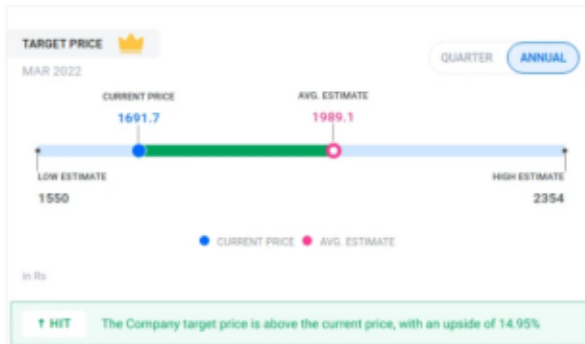 TARGET PRICE
MAR 2022
QUARTER ANNUAL
CURRENT PRICE AVG. ESTIMATE
1691.7 1989.1
LOW ESTIMATE HIGH ESTIMATE
1550 2354
CURRENT PRICE AVG. ESTIMATE
in Rs
↑ HIT The Company target price is above the current price, with an upside of 14.95%